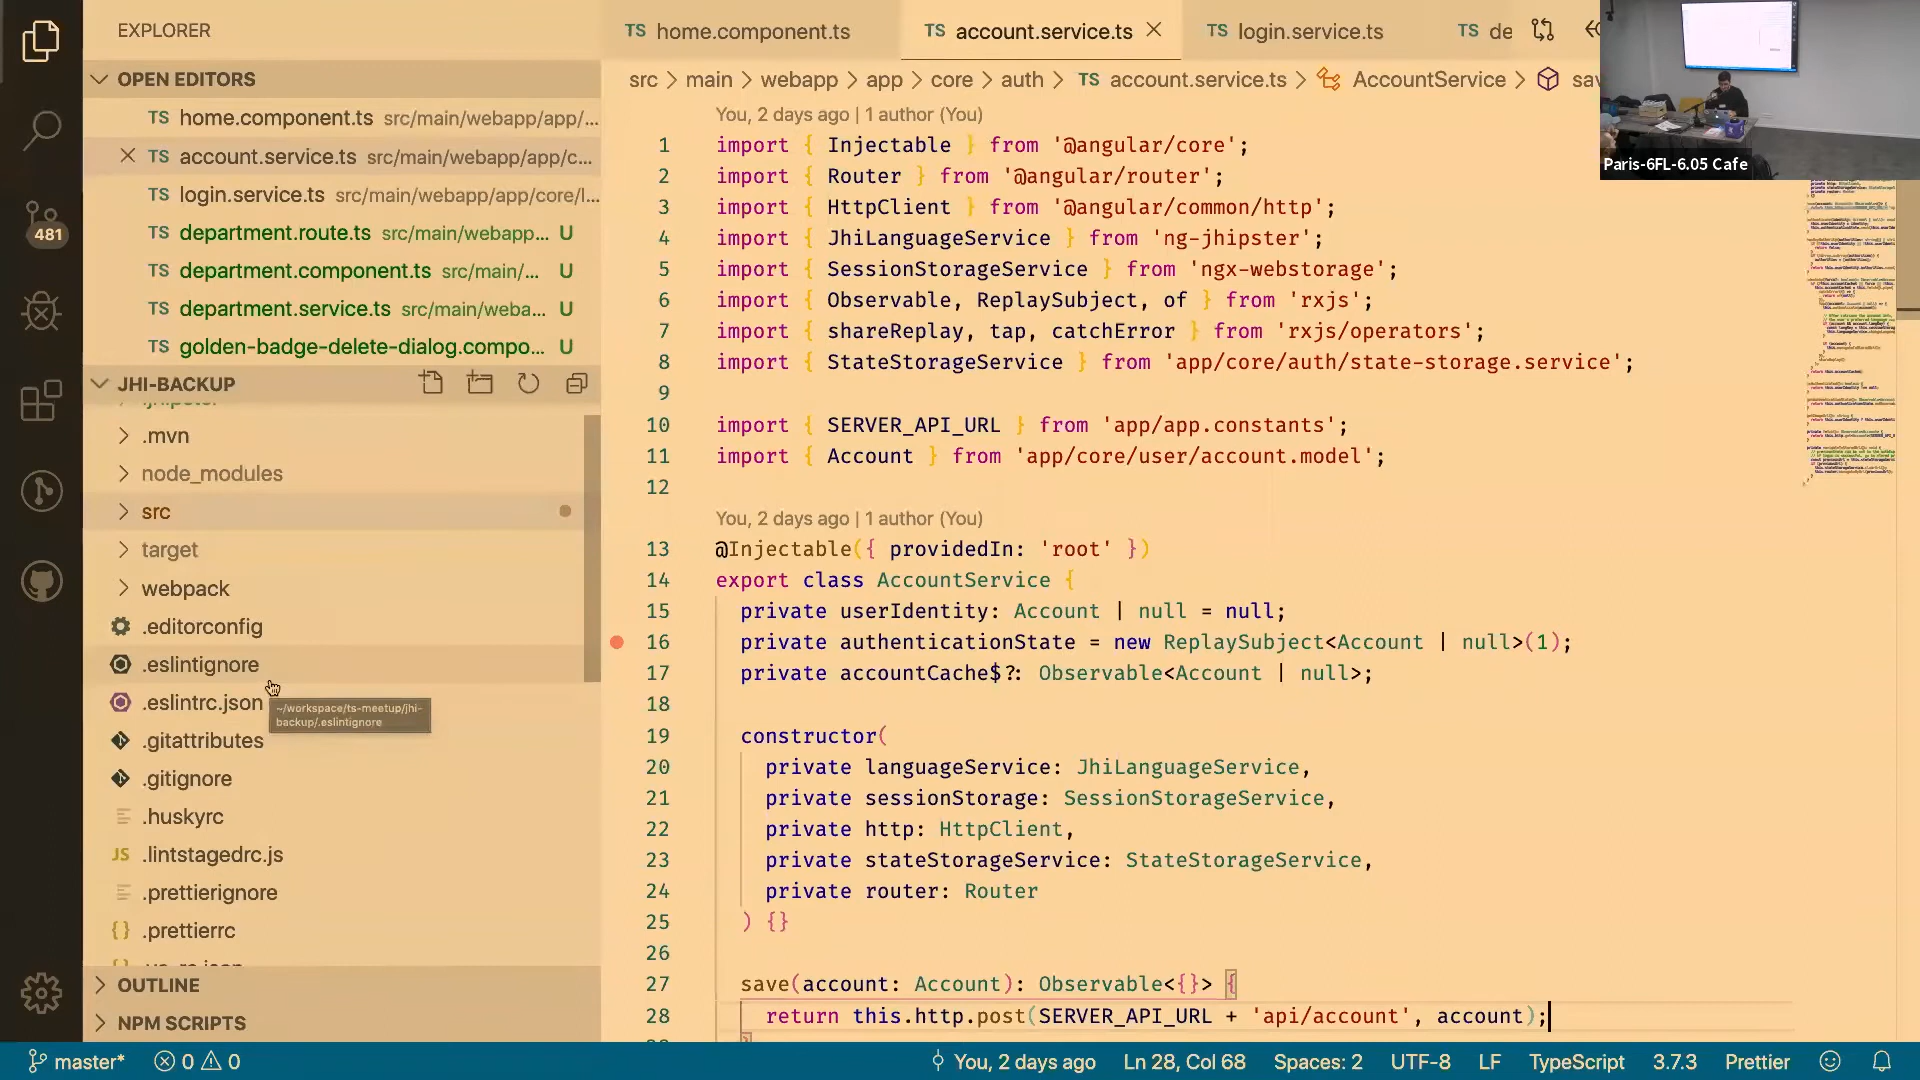 EXPLORER
OPEN EDITORS
TS home.component.ts src/main/webapp/app/...
TS account.service.ts src/main/webapp/app/c...
TS login.service.ts src/main/webapp/app/core/l...
TS department.route.ts src/main/webapp... U
TS department.component.ts src/main/... U
TS department.service.ts src/main/weba... U
TS golden-badge-delete-dialog.compo... U
481
JHI-BACKUP
.jhipster
.mvn
node_modules
src
target
webpack
.editorconfig
.eslintignore
.eslintrc.json
~/workspace/ts-meetup/jhi-
backup/.eslintignore
.gitattributes
.gitignore
.huskyrc
JS .lintstagedrc.js
.prettierignore
{} .prettierrc
OUTLINE
NPM SCRIPTS
TS home.component.ts
TS account.service.ts
TS login.service.ts
TS de
src > main > webapp > app > core > auth > TS account.service.ts > AccountService >
You, 2 days ago | 1 author (You)
1 import { Injectable } from '@angular/core';
2 import { Router } from '@angular/router';
3 import { HttpClient } from '@angular/common/http';
4 import { JhiLanguageService } from 'ng-jhipster';
5 import { SessionStorageService } from 'ngx-webstorage';
6 import { Observable, ReplaySubject, of } from 'rxjs';
7 import { shareReplay, tap, catchError } from 'rxjs/operators';
8 import { StateStorageService } from 'app/core/auth/state-storage.service';
9
10 import { SERVER_API_URL } from 'app/app.constants';
11 import { Account } from 'app/core/user/account.model';
12
You, 2 days ago | 1 author (You)
13 @Injectable({ providedIn: 'root' })
14 export class AccountService {
15 private userIdentity: Account | null = null;
16 private authenticationState = new ReplaySubject<Account | null>(1);
17 private accountCache$?: Observable<Account | null>;
18
19 constructor(
20 private languageService: JhiLanguageService,
21 private sessionStorage: SessionStorageService,
22 private http: HttpClient,
23 private stateStorageService: StateStorageService,
24 private router: Router
25 ) {}
26
27 save(account: Account): Observable<{}> {
28 return this.http.post(SERVER_API_URL + 'api/account', account);
Paris-6FL-6.05 Cafe
master* 0 0
You, 2 days ago Ln 28, Col 68 Spaces: 2 UTF-8 LF TypeScript 3.7.3 Prettier